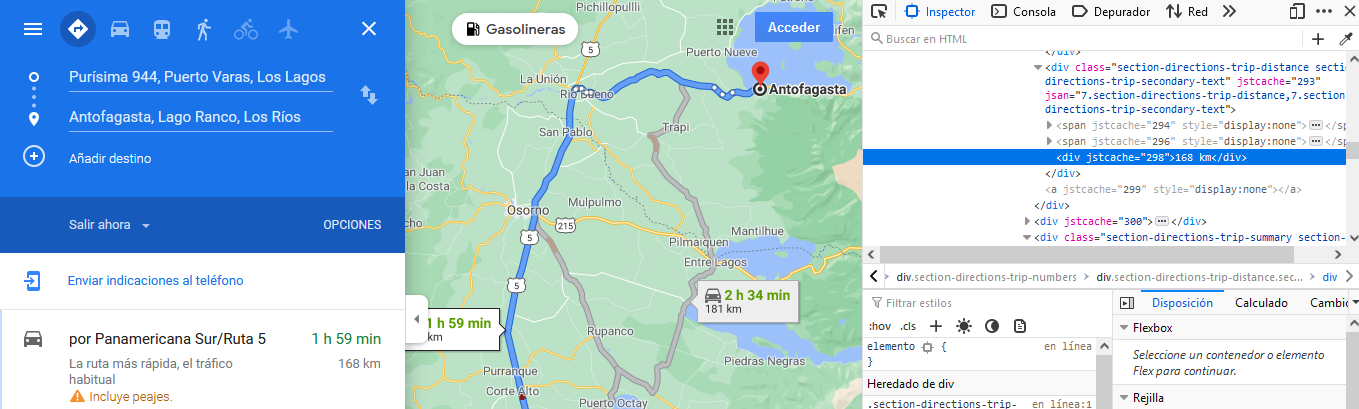 Purísima 944, Puerto Varas, Los Lagos
Antofagasta, Lago Ranco, Los Ríos
Añadir destino
Salir ahora
OPCIONES
Enviar indicaciones al teléfono
por Panamericana Sur/Ruta 5
1 h 59 min
La ruta más rápida, el tráfico
habitual
168 km
Incluye peajes.
Gasolineras
Acceder
Pichilopullli
5
Puerto Nueve
La Unión
Río Bueno
Antofagasta
San Pablo
Trapi
San Juan
la Costa
Osorno
Mulpulmo
215
5
Mantilhue
Pilmaiquen
Entre Lagos
5
2 h 34 min
181 km
1 h 59 min
km
Rupanco
Piedras Negras
Purranque
Corte Alto
Puerto Octay
Inspector
Consola
Depurador
Red
Buscar en HTML
</div>
<div class="section-directions-trip-distance section-
directions-trip-secondary-text" jstcache="293"
jsan="7.section-directions-trip-distance,7.section-
directions-trip-secondary-text">
<span jstcache="294" style="display:none"></sp
<span jstcache="296" style="display:none"></sp
<div jstcache="298">168 km</div>
</div>
<a jstcache="299" style="display:none"></a>
</div>
<div jstcache="300"></div>
<div class="section-directions-trip-summary section-
div.section-directions-trip-numbers
div.section-directions-trip-distance.sec...
div
Filtrar estilos
:hov .cls
elemento {
en línea
}
Heredado de div
.section-directions-trip-
en línea:1
Disposición
Calculado
Cambio
Flexbox
Seleccione un contenedor o elemento
Flex para continuar.
Rejilla